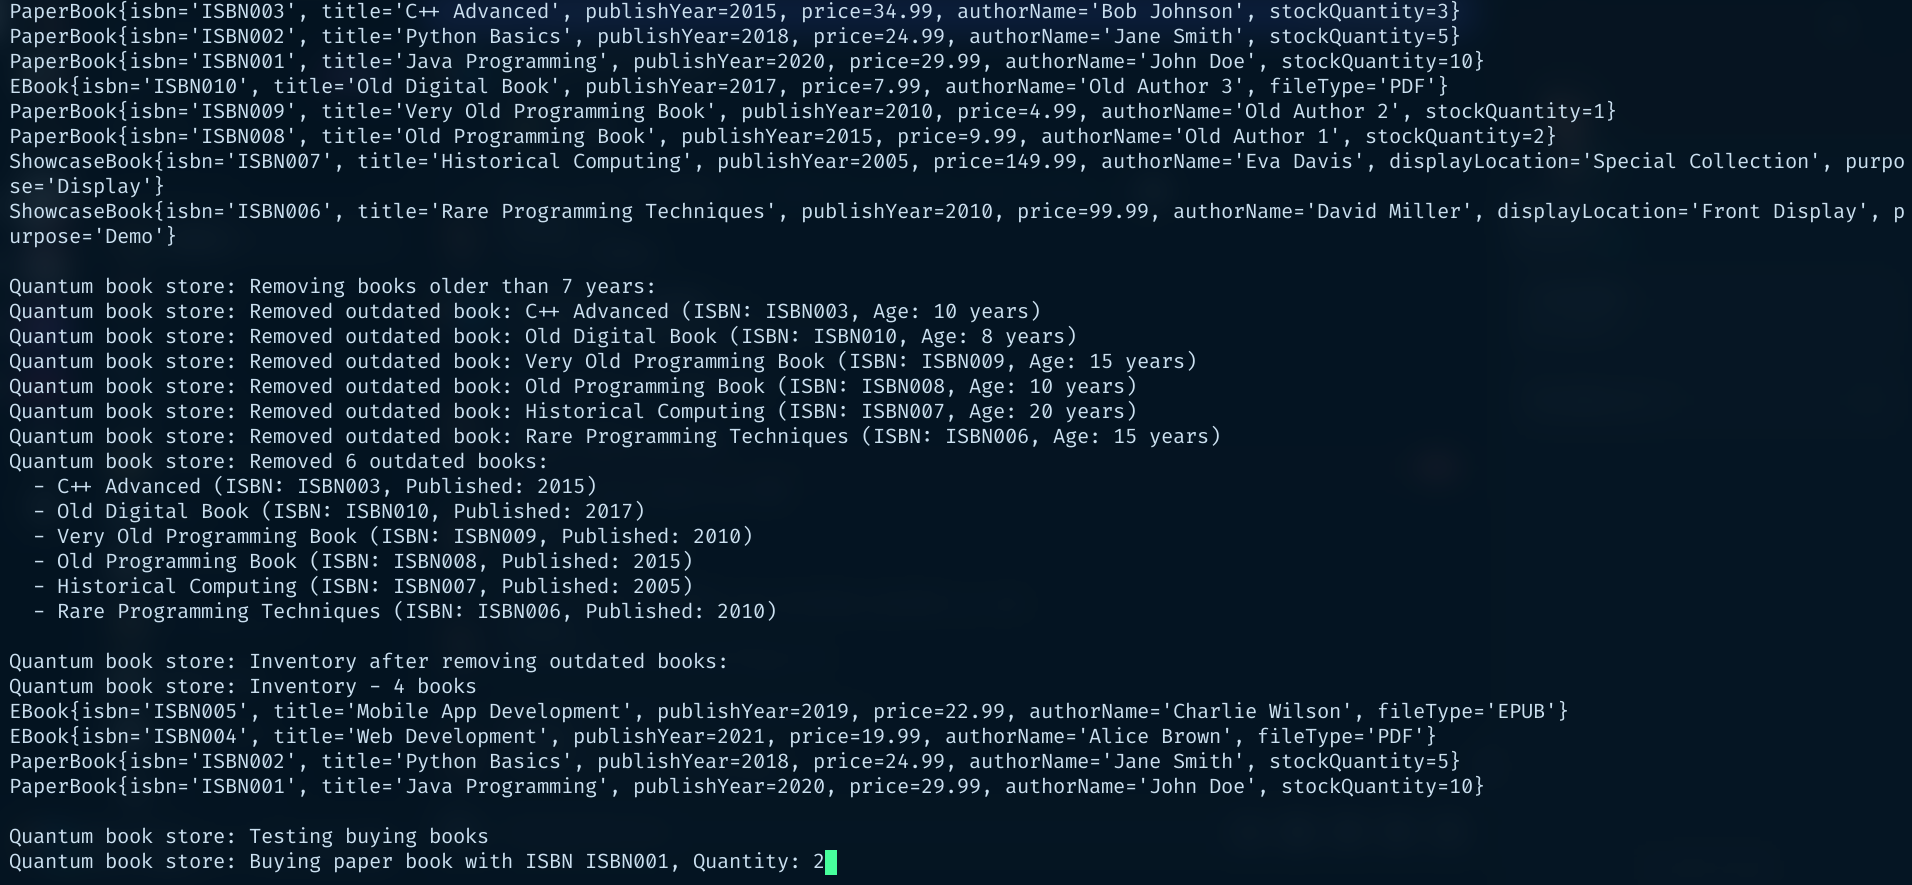 PaperBook{isbn='ISBN003', title='C++ Advanced', publishYear=2015, price=34.99, authorName='Bob Johnson', stockQuantity=3}
PaperBook{isbn='ISBN002', title='Python Basics', publishYear=2018, price=24.99, authorName='Jane Smith', stockQuantity=5}
PaperBook{isbn='ISBN001', title='Java Programming', publishYear=2020, price=29.99, authorName='John Doe', stockQuantity=10}
EBook{isbn='ISBN010', title='Old Digital Book', publishYear=2017, price=7.99, authorName='Old Author 3', fileType='PDF'}
PaperBook{isbn='ISBN009', title='Very Old Programming Book', publishYear=2010, price=4.99, authorName='Old Author 2', stockQuantity=1}
PaperBook{isbn='ISBN008', title='Old Programming Book', publishYear=2015, price=9.99, authorName='Old Author 1', stockQuantity=2}
ShowcaseBook{isbn='ISBN007', title='Historical Computing', publishYear=2005, price=149.99, authorName='Eva Davis', displayLocation='Special Collection', purpo
se='Display'}
ShowcaseBook{isbn='ISBN006', title='Rare Programming Techniques', publishYear=2010, price=99.99, authorName='David Miller', displayLocation='Front Display', p
urpose='Demo'}
Quantum book store: Removing books older than 7 years:
Quantum book store: Removed outdated book: C++ Advanced (ISBN: ISBN003, Age: 10 years)
Quantum book store: Removed outdated book: Old Digital Book (ISBN: ISBN010, Age: 8 years)
Quantum book store: Removed outdated book: Very Old Programming Book (ISBN: ISBN009, Age: 15 years)
Quantum book store: Removed outdated book: Old Programming Book (ISBN: ISBN008, Age: 10 years)
Quantum book store: Removed outdated book: Historical Computing (ISBN: ISBN007, Age: 20 years)
Quantum book store: Removed outdated book: Rare Programming Techniques (ISBN: ISBN006, Age: 15 years)
Quantum book store: Removed 6 outdated books:
  - C++ Advanced (ISBN: ISBN003, Published: 2015)
  - Old Digital Book (ISBN: ISBN010, Published: 2017)
  - Very Old Programming Book (ISBN: ISBN009, Published: 2010)
  - Old Programming Book (ISBN: ISBN008, Published: 2015)
  - Historical Computing (ISBN: ISBN007, Published: 2005)
  - Rare Programming Techniques (ISBN: ISBN006, Published: 2010)
Quantum book store: Inventory after removing outdated books:
Quantum book store: Inventory - 4 books
EBook{isbn='ISBN005', title='Mobile App Development', publishYear=2019, price=22.99, authorName='Charlie Wilson', fileType='EPUB'}
EBook{isbn='ISBN004', title='Web Development', publishYear=2021, price=19.99, authorName='Alice Brown', fileType='PDF'}
PaperBook{isbn='ISBN002', title='Python Basics', publishYear=2018, price=24.99, authorName='Jane Smith', stockQuantity=5}
PaperBook{isbn='ISBN001', title='Java Programming', publishYear=2020, price=29.99, authorName='John Doe', stockQuantity=10}
Quantum book store: Testing buying books
Quantum book store: Buying paper book with ISBN ISBN001, Quantity: 2